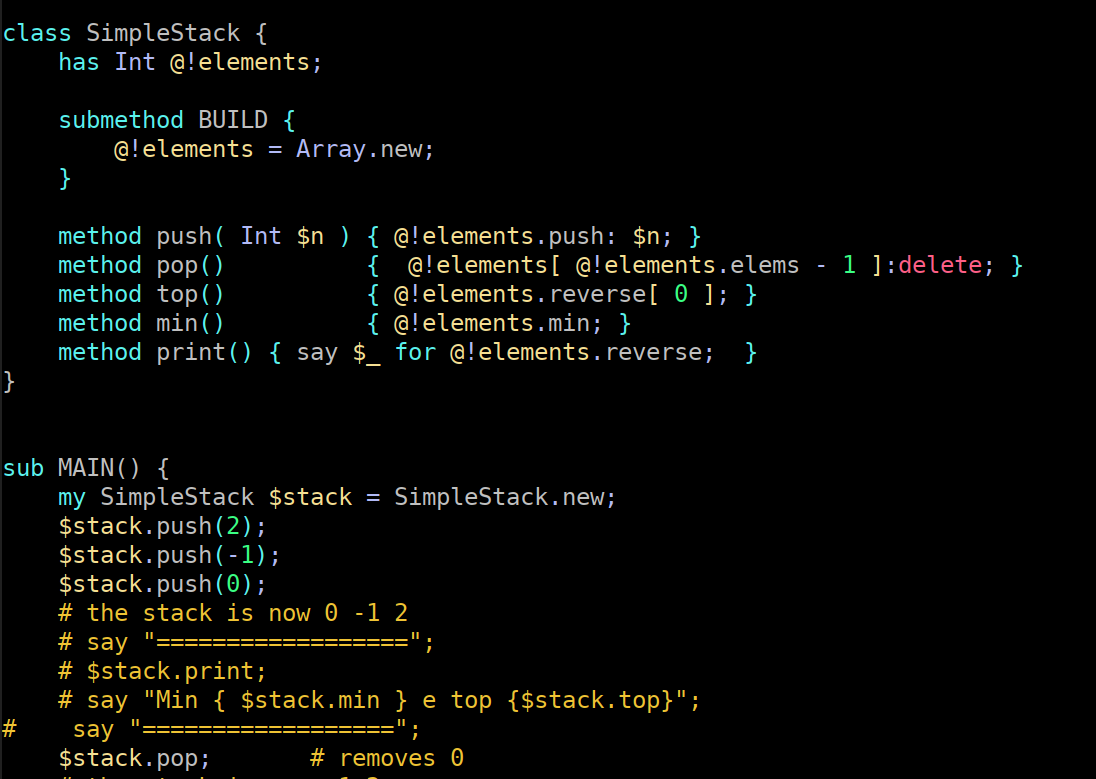 class SimpleStack {
    has Int @!elements;

    submethod BUILD {
        @!elements = Array.new;
    }

    method push( Int $n ) { @!elements.push: $n; }
    method pop()          {  @!elements[ @!elements.elems - 1 ]:delete; }
    method top()          { @!elements.reverse[ 0 ]; }
    method min()          { @!elements.min; }
    method print() { say $_ for @!elements.reverse;  }
}


sub MAIN() {
    my SimpleStack $stack = SimpleStack.new;
    $stack.push(2);
    $stack.push(-1);
    $stack.push(0);
    # the stack is now 0 -1 2
    # say "==================";
    # $stack.print;
    # say "Min { $stack.min } e top {$stack.top}";
#    say "==================";
    $stack.pop;       # removes 0